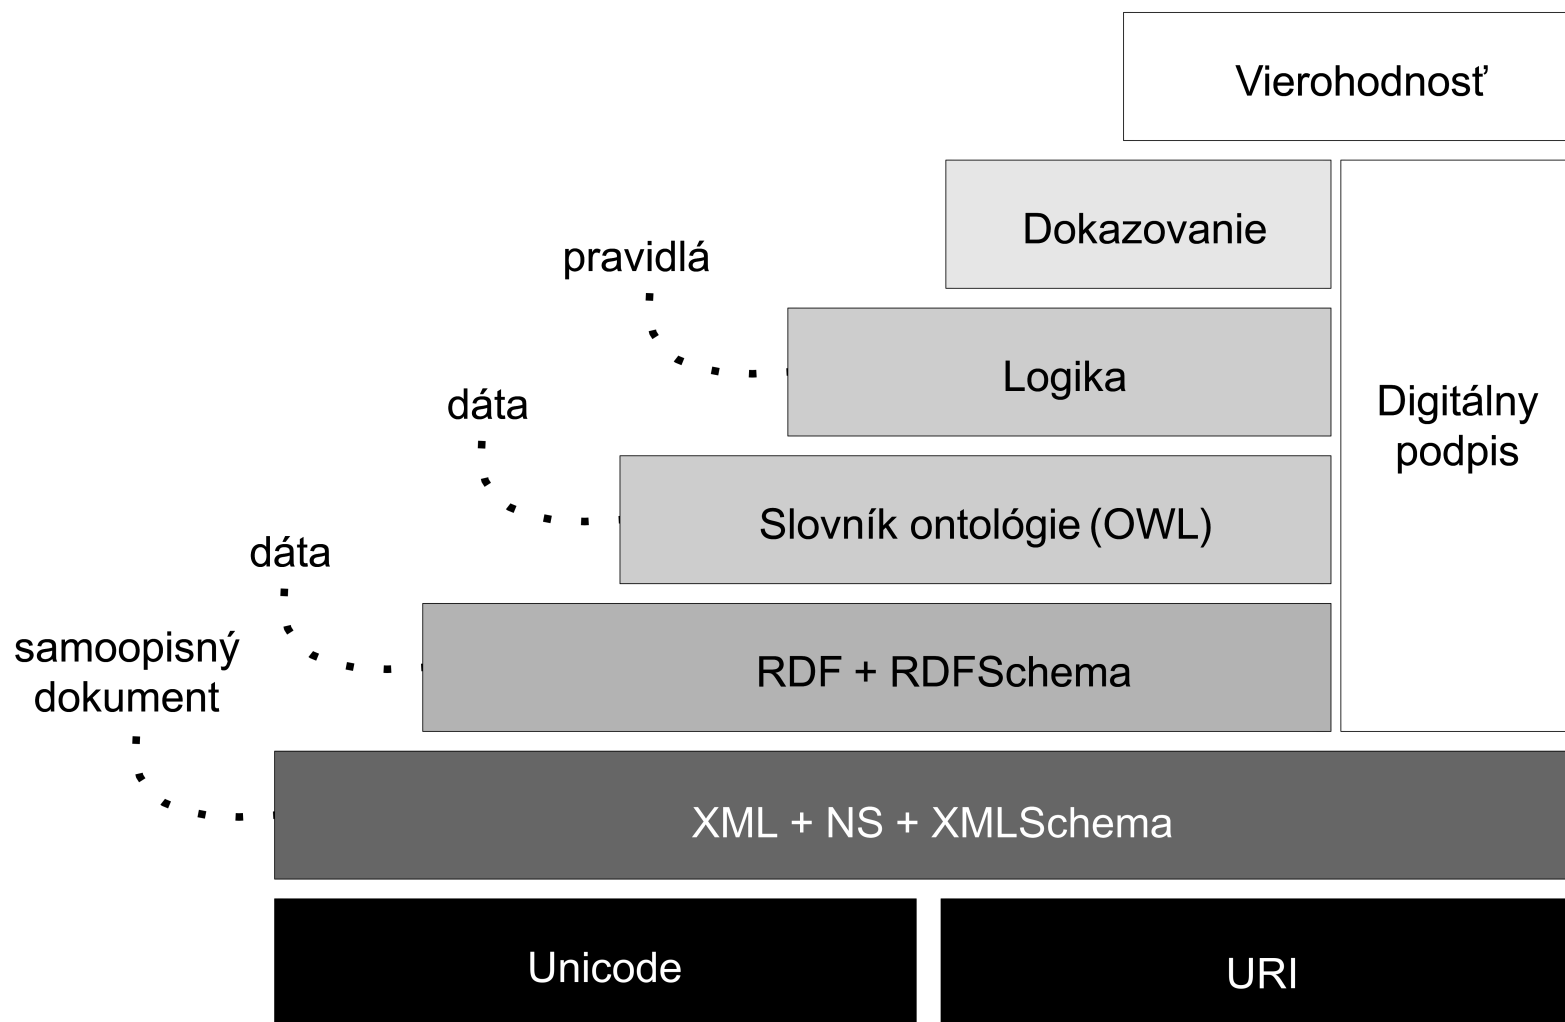 Vierohodnosť
Dokazovanie
pravidlá
Logika
Digitálny
podpis
dáta
Slovník ontológie (OWL)
dáta
RDF + RDFSchema
samoopisný
dokument
XML + NS + XMLSchema
Unicode
URI